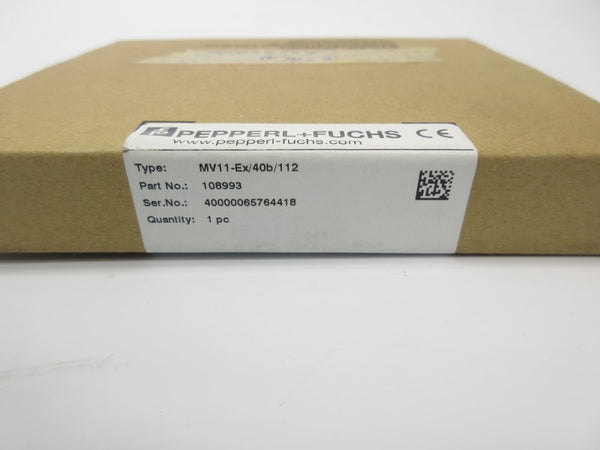 PEPPERL+FUCHS CE
www.pepperl-fuchs.com
Type: MV11-Ex/40b/112
Part No.: 108993
Ser.No.: 40000065764418
Quantity: 1 pc